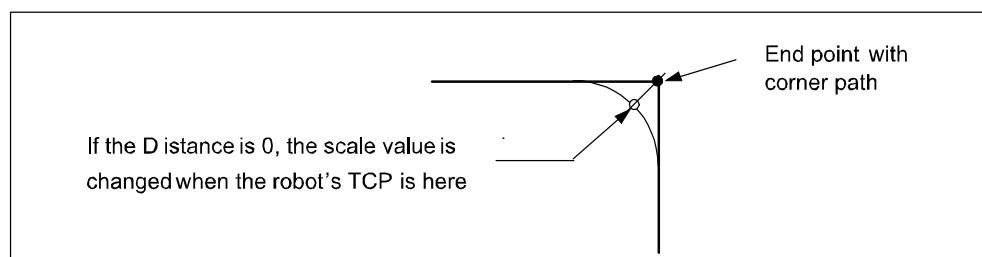 End point with
corner path
If the D istance is 0, the scale value is
changed when the robot's TCP is here